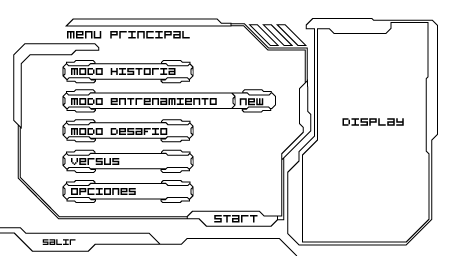 MENU PRINCIPAL
MODO HISTORIA
MODO ENTRENAMIENTO NEW
MODO DESAFIO
VERSUS
OPCIONES
START
SALIR
DISPLAY